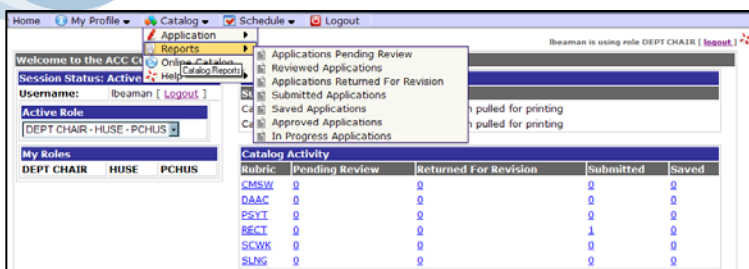 Home My Profile Catalog Schedule Logout
Application
Reports
Online Catalog
Help
Catalog Reports
Applications Pending Review
Reviewed Applications
Applications Returned For Revision
Submitted Applications
Saved Applications
Approved Applications
In Progress Applications
lbeaman is using role DEPT CHAIR [ logout ]
Welcome to the ACC
Session Status: Active
Username: lbeaman [ Logout ]
Active Role
DEPT CHAIR - HUSE - PCHUS
My Roles
DEPT CHAIR HUSE PCHUS
pulled for printing
pulled for printing
Catalog Activity
Rubric Pending Review Returned For Revision Submitted Saved
CMSW 0 0 0 0
DAAC 0 0 0 0
PSYT 0 0 0 0
RECT 0 0 1 0
SCWK 0 0 0 0
SLNG 0 0 0 0